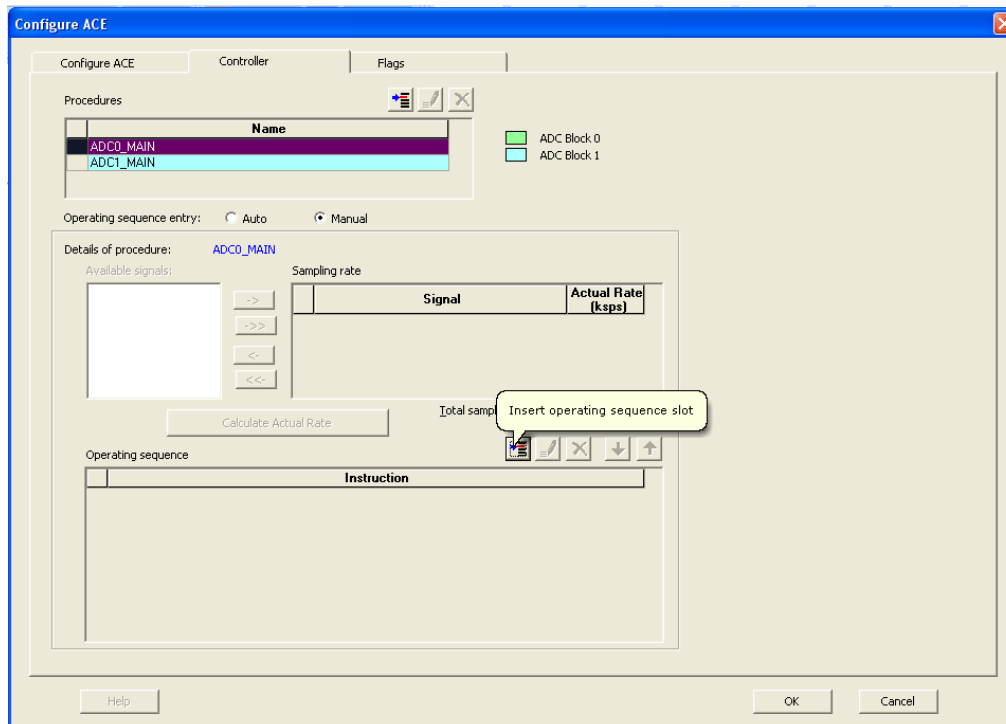 Configure ACE
Configure ACE Controller Flags
Procedures
Name
ADC0_MAIN
ADC1_MAIN
ADC Block 0
ADC Block 1
Operating sequence entry: Auto Manual
Details of procedure: ADC0_MAIN
Available signals:
Sampling rate
Signal
Actual Rate
(ksps)
->
->>
<-
<<-
Calculate Actual Rate
Total samp
Insert operating sequence slot
Operating sequence
Instruction
Help
OK
Cancel